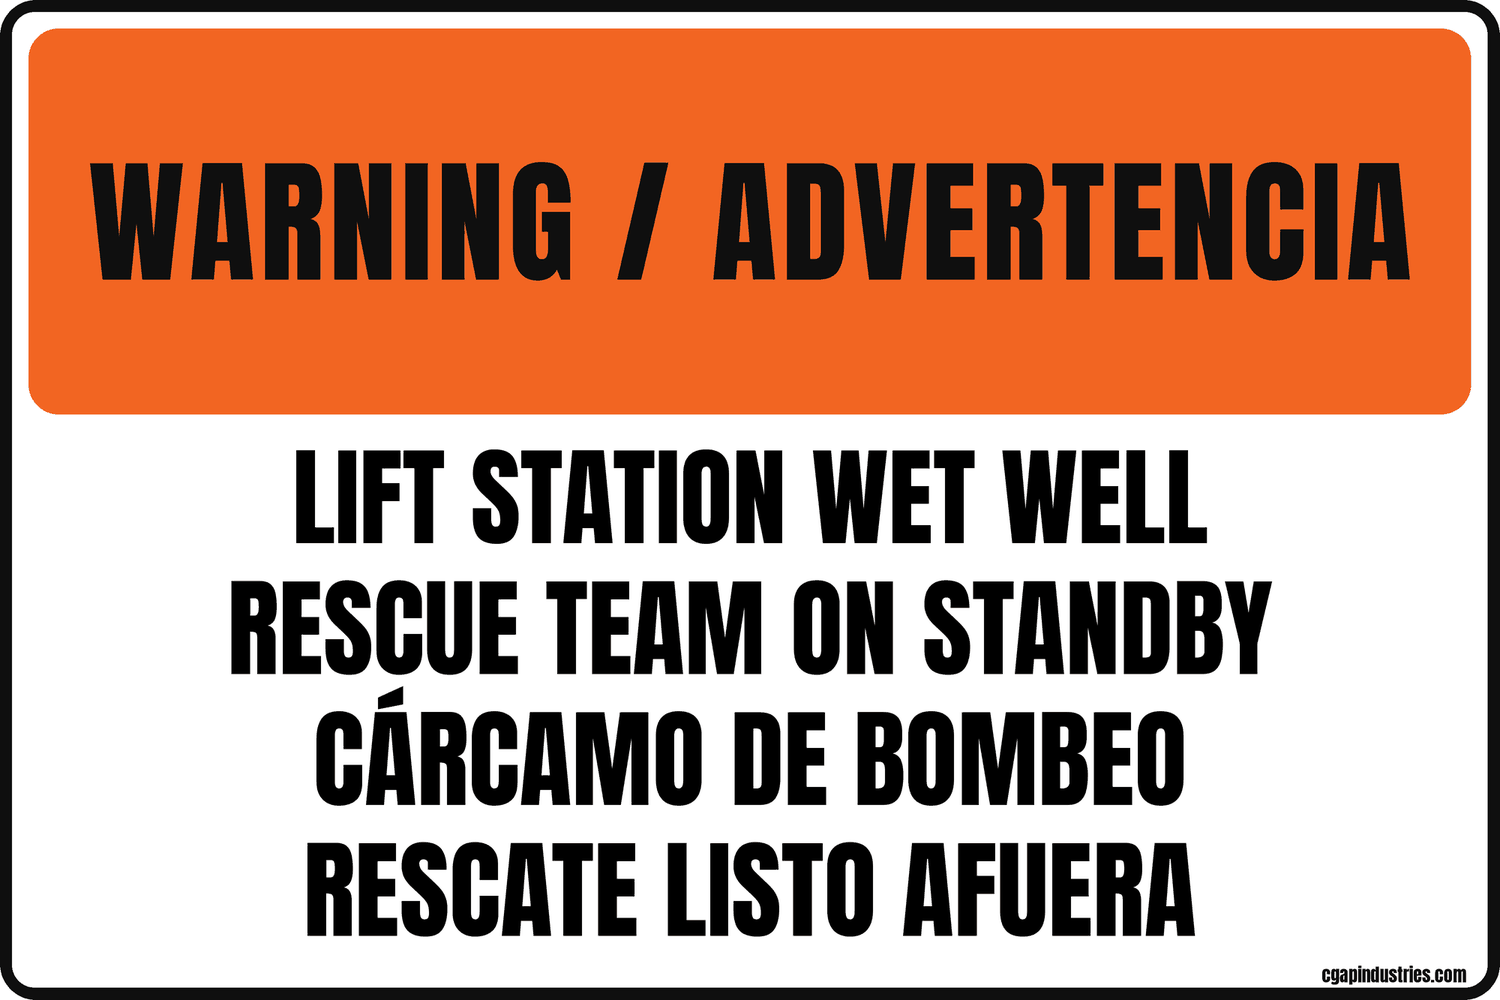 WARNING / ADVERTENCIA
LIFT STATION WET WELL
RESCUE TEAM ON STANDBY
CÁRCAMO DE BOMBEO
RESCATE LISTO AFUERA
cgapindustries.com